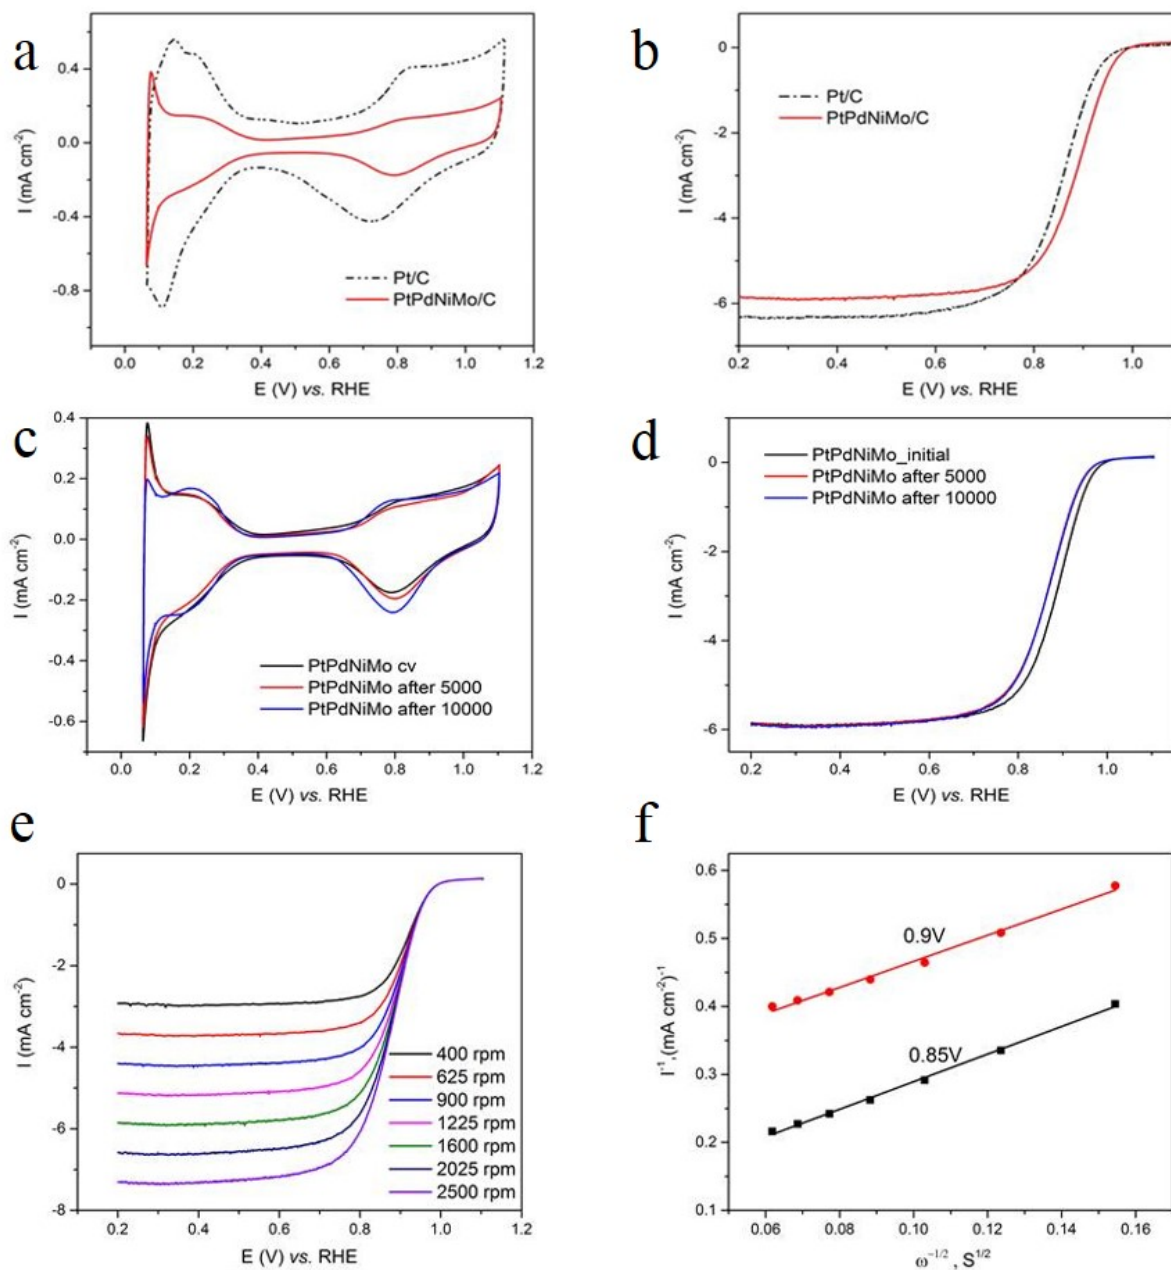 a
0.4
0.0
-0.4
-0.8
I (mA cm-2)
Pt/C
PtPdNiMo/C
0.0 0.2 0.4 0.6 0.8 1.0 1.2
E (V) vs. RHE
b
0
-2
-4
-6
I (mA cm-2)
Pt/C
PtPdNiMo/C
0.2 0.4 0.6 0.8 1.0
E (V) vs. RHE
c
0.4
0.2
0.0
-0.2
-0.4
-0.6
I (mA cm-2)
PtPdNiMo cv
PtPdNiMo after 5000
PtPdNiMo after 10000
0.0 0.2 0.4 0.6 0.8 1.0 1.2
E (V) vs. RHE
d
0
-2
-4
-6
I (mA cm-2)
PtPdNiMo_initial
PtPdNiMo after 5000
PtPdNiMo after 10000
0.2 0.4 0.6 0.8 1.0
E (V) vs. RHE
e
0
-2
-4
-6
-8
I (mA cm-2)
400 rpm
625 rpm
900 rpm
1225 rpm
1600 rpm
2025 rpm
2500 rpm
0.2 0.4 0.6 0.8 1.0 1.2
E (V) vs. RHE
f
0.6
0.5
0.4
0.3
0.2
0.1
I-1,(mA cm-2)-1
0.9V
0.85V
0.06 0.08 0.10 0.12 0.14 0.16
ω-1/2 , S1/2